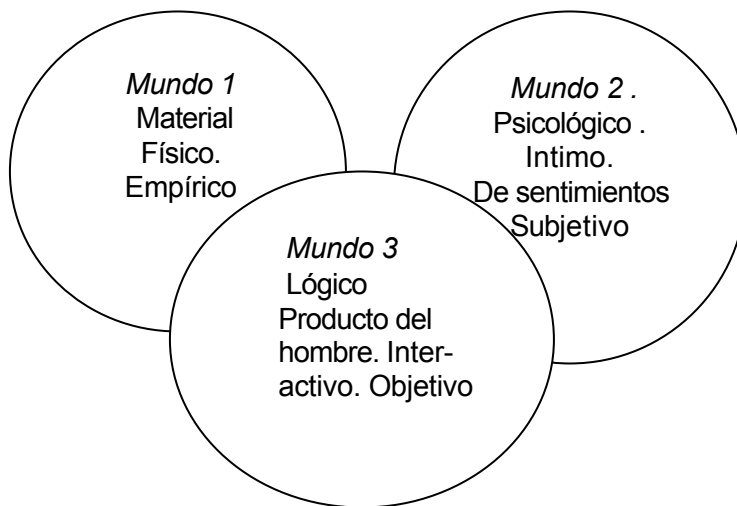 Mundo 1
Material
Físico.
Empírico
Mundo 2 .
Psicológico .
Intimo.
De sentimientos
Subjetivo
Mundo 3
Lógico
Producto del
hombre. Inter-
activo. Objetivo